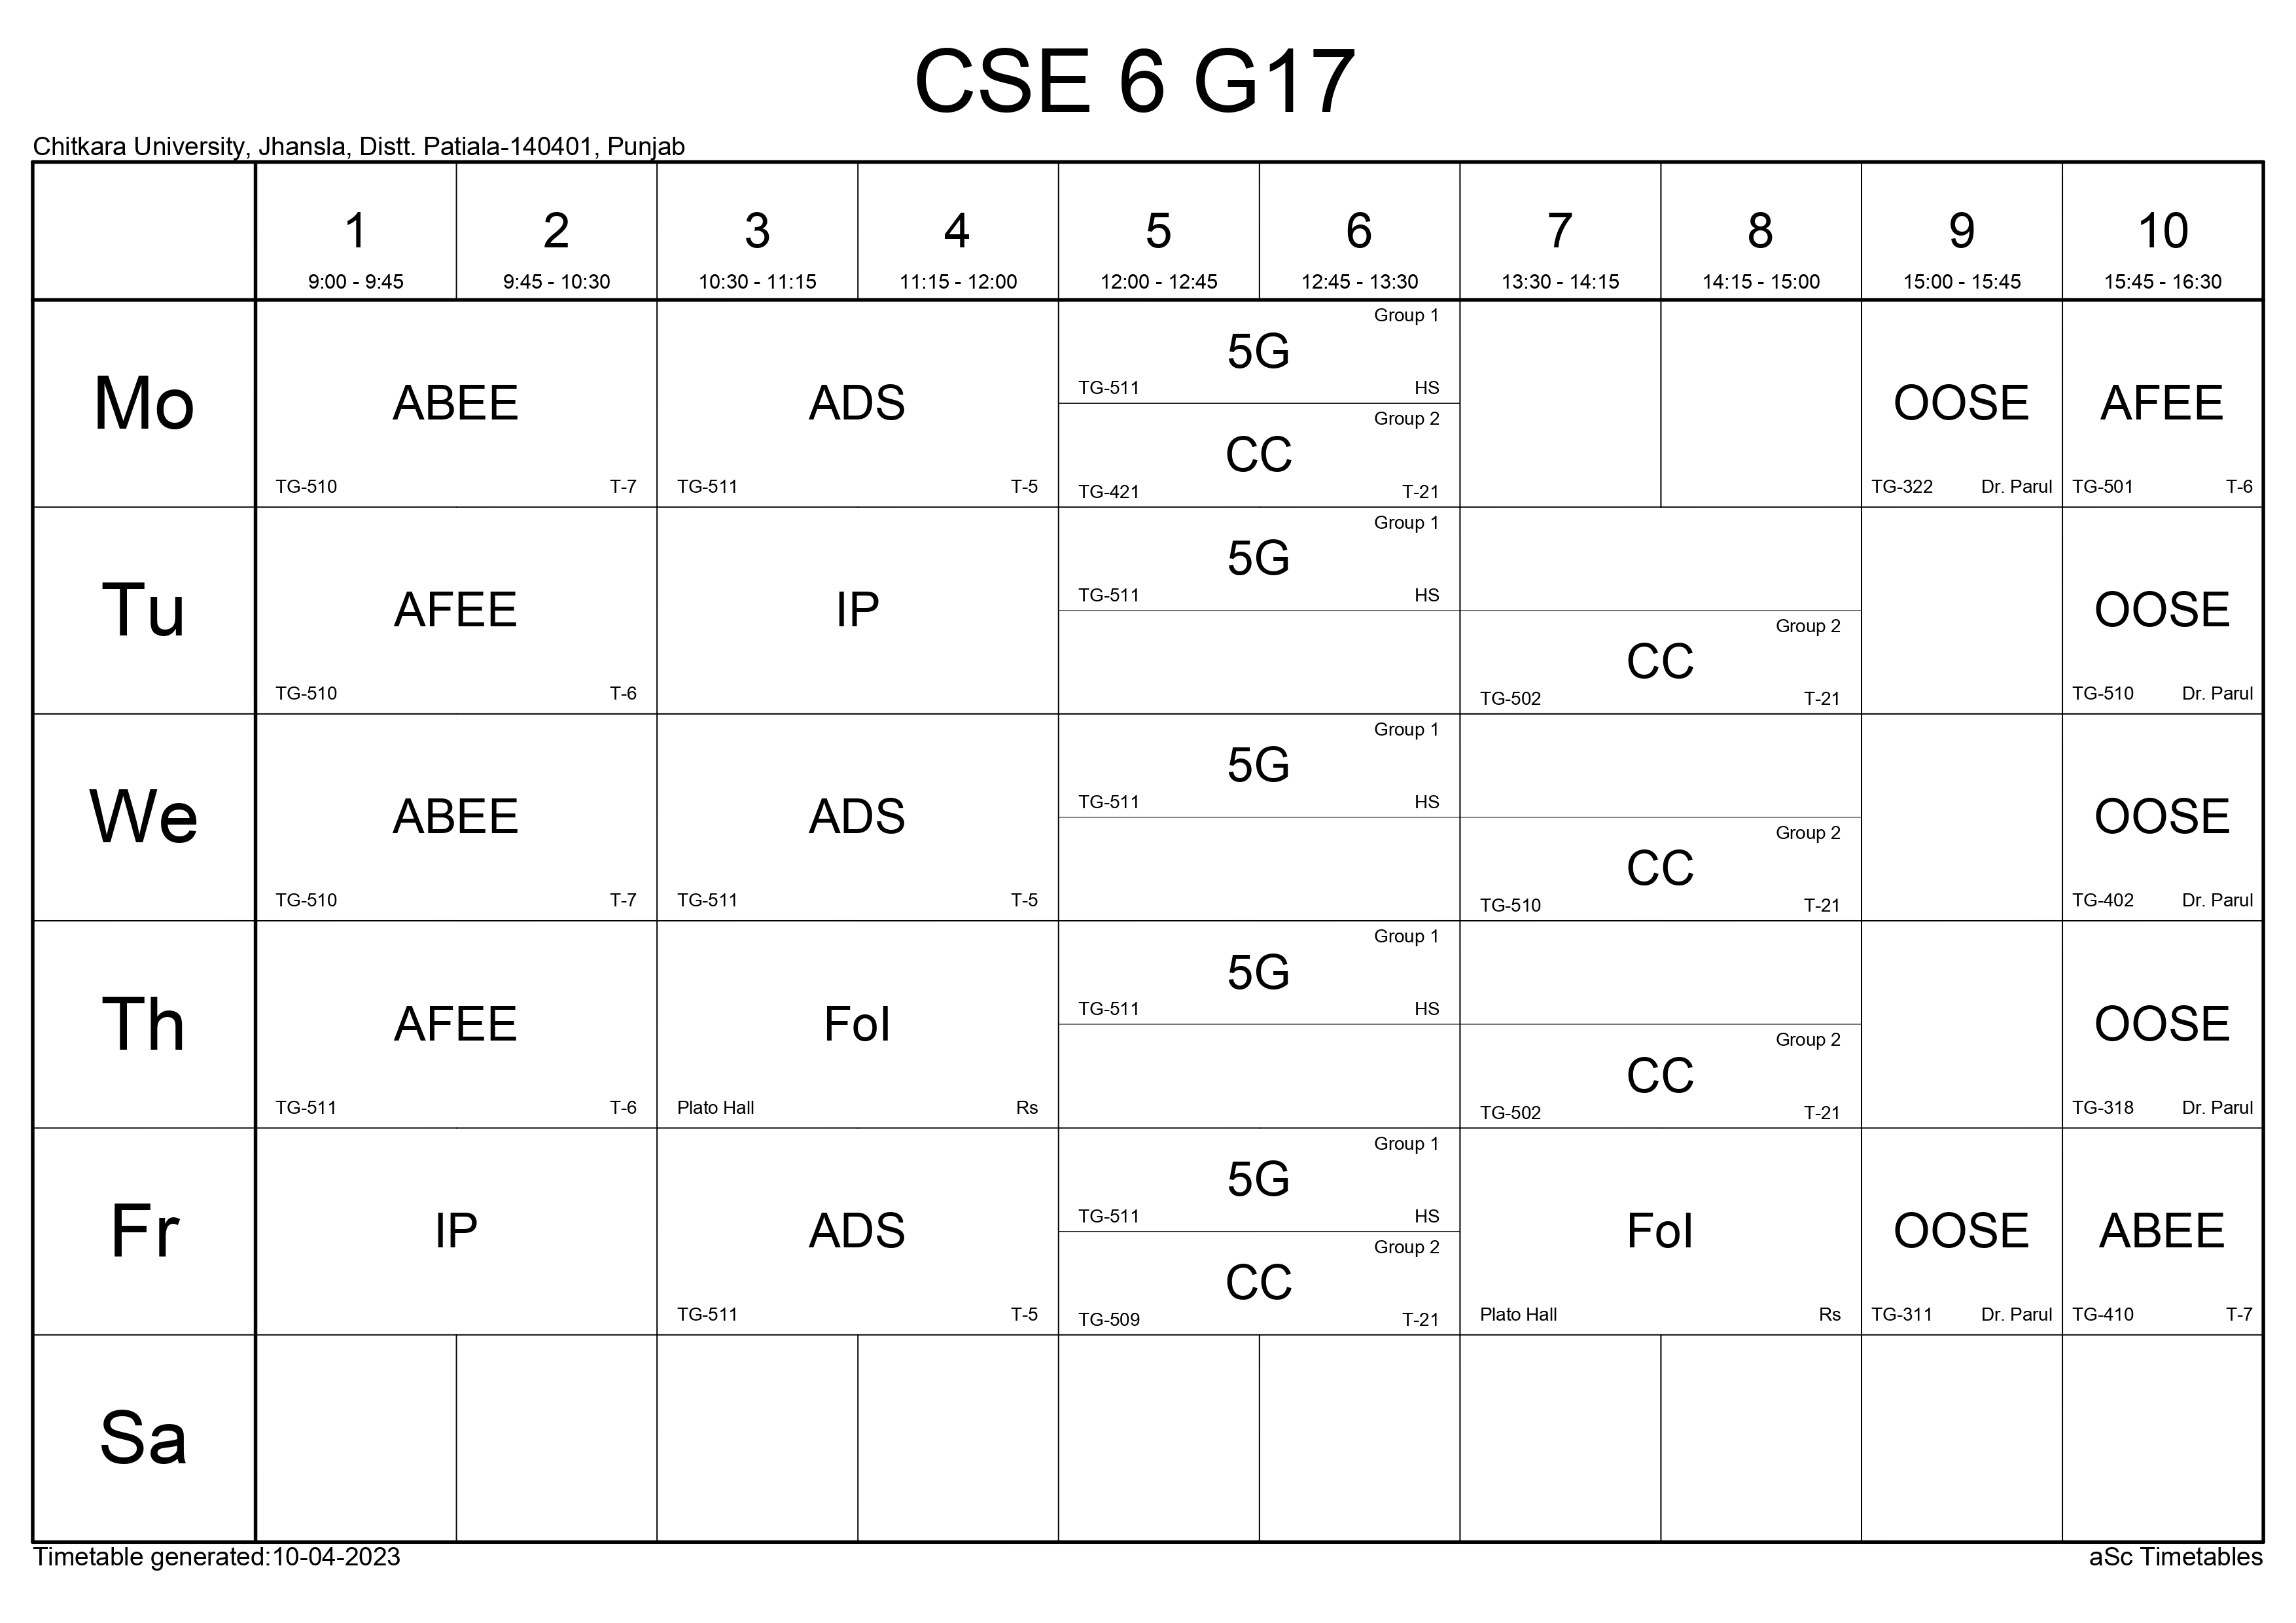 CSE 6 G17
Chitkara University, Jhansla, Distt. Patiala-140401, Punjab
1 2 3 4 5 6 7 8 9 10
9:00 - 9:45 9:45 - 10:30 10:30 - 11:15 11:15 - 12:00 12:00 - 12:45 12:45 - 13:30 13:30 - 14:15 14:15 - 15:00 15:00 - 15:45 15:45 - 16:30
Mo
ABEE
TG-510 T-7
ADS
TG-511 T-5
Group 1
5G
TG-511 HS
Group 2
CC
TG-421 T-21
OOSE
TG-322 Dr. Parul
AFEE
TG-501 T-6
Tu
AFEE
TG-510 T-6
IP
Group 1
5G
TG-511 HS
Group 2
CC
TG-502 T-21
OOSE
TG-510 Dr. Parul
We
ABEE
TG-510 T-7
ADS
TG-511 T-5
Group 1
5G
TG-511 HS
Group 2
CC
TG-510 T-21
OOSE
TG-402 Dr. Parul
Th
AFEE
TG-511 T-6
FoI
Plato Hall Rs
Group 1
5G
TG-511 HS
Group 2
CC
TG-502 T-21
OOSE
TG-318 Dr. Parul
Fr
IP
ADS
TG-511 T-5
Group 1
5G
TG-511 HS
Group 2
CC
TG-509 T-21
FoI
Plato Hall Rs
OOSE
TG-311 Dr. Parul
ABEE
TG-410 T-7
Sa
Timetable generated:10-04-2023
aSc Timetables